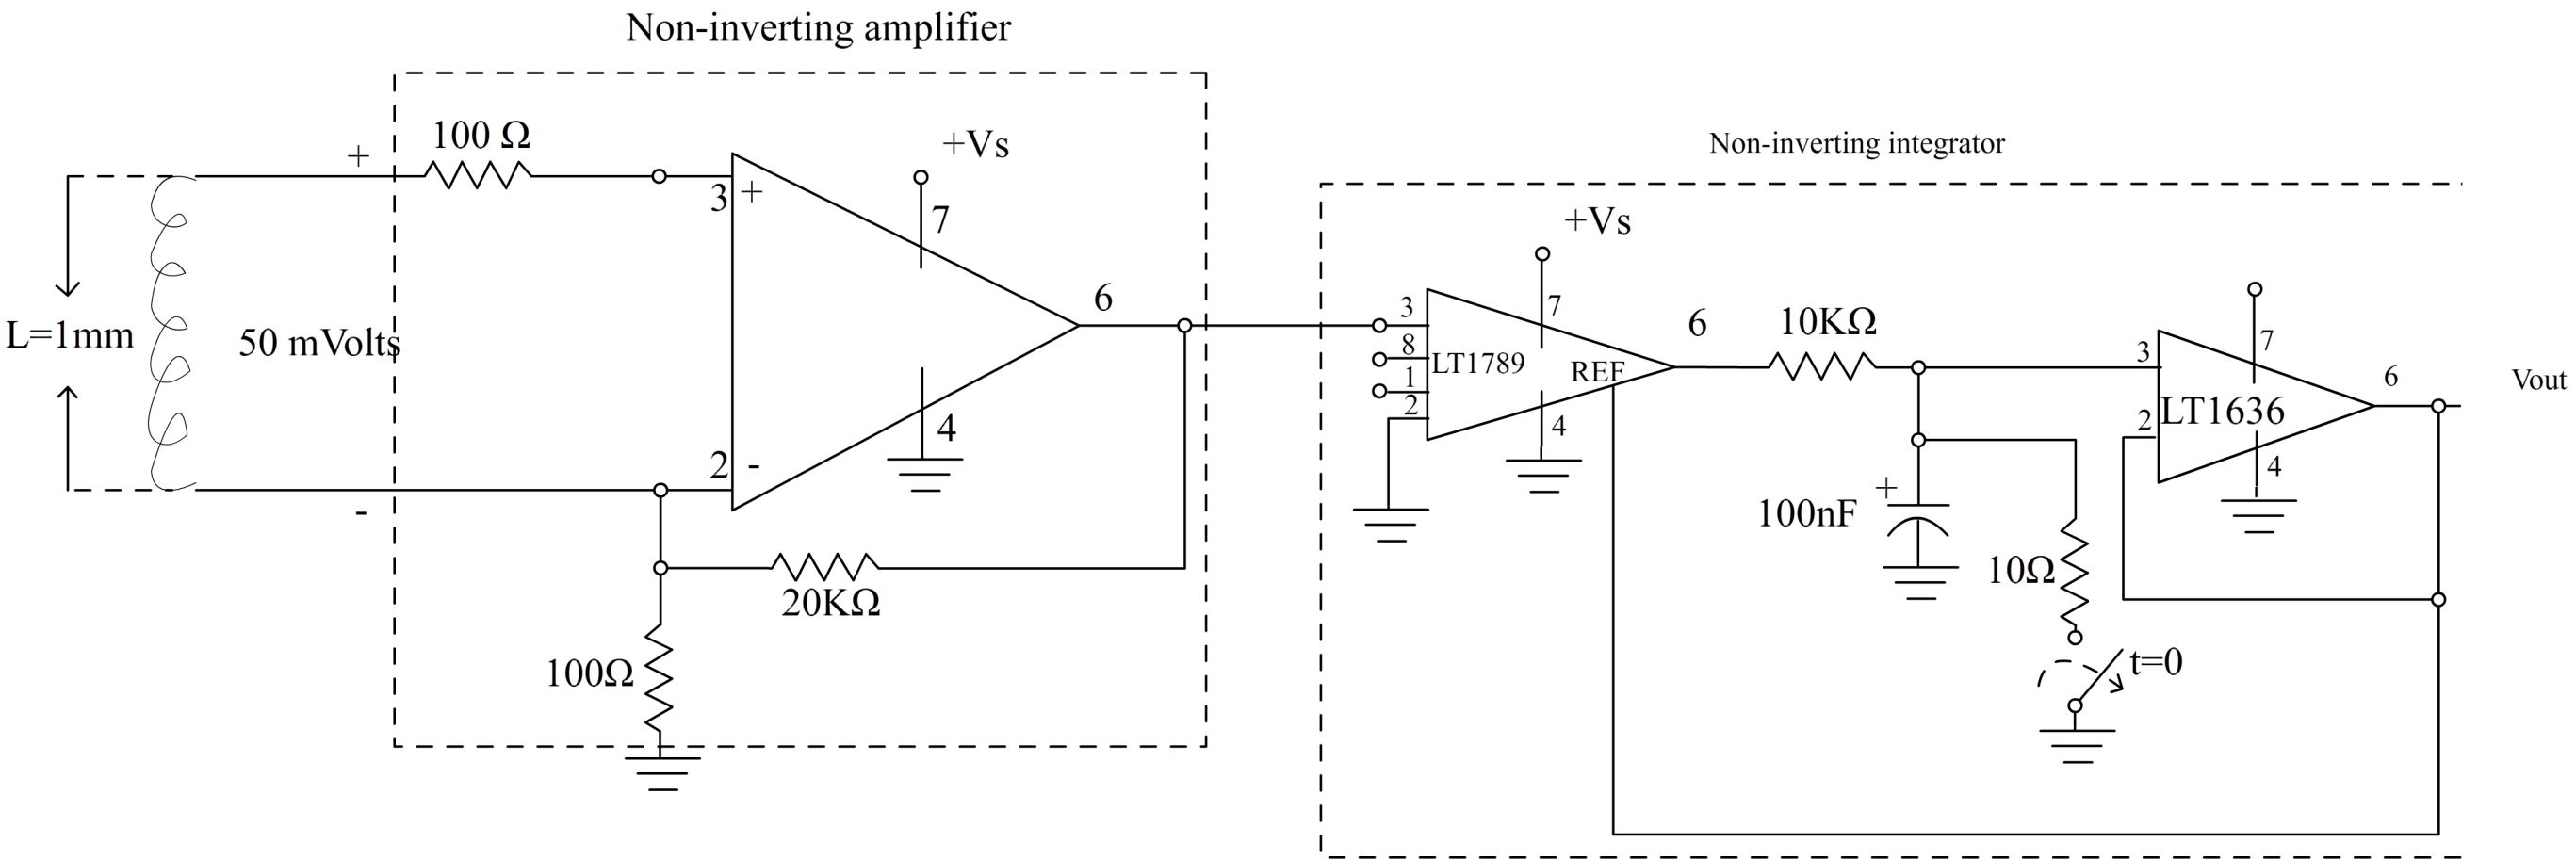 Non-inverting amplifier
100 Ω
+
3
+
+Vs
7
6
L=1mm
50 mVolts
2
-
4
-
20KΩ
100Ω
Non-inverting integrator
+Vs
3
7
8
LT1789
1
REF
2
4
6
10KΩ
3
7
2
LT1636
4
6
Vout
+
100nF
10Ω
t=0